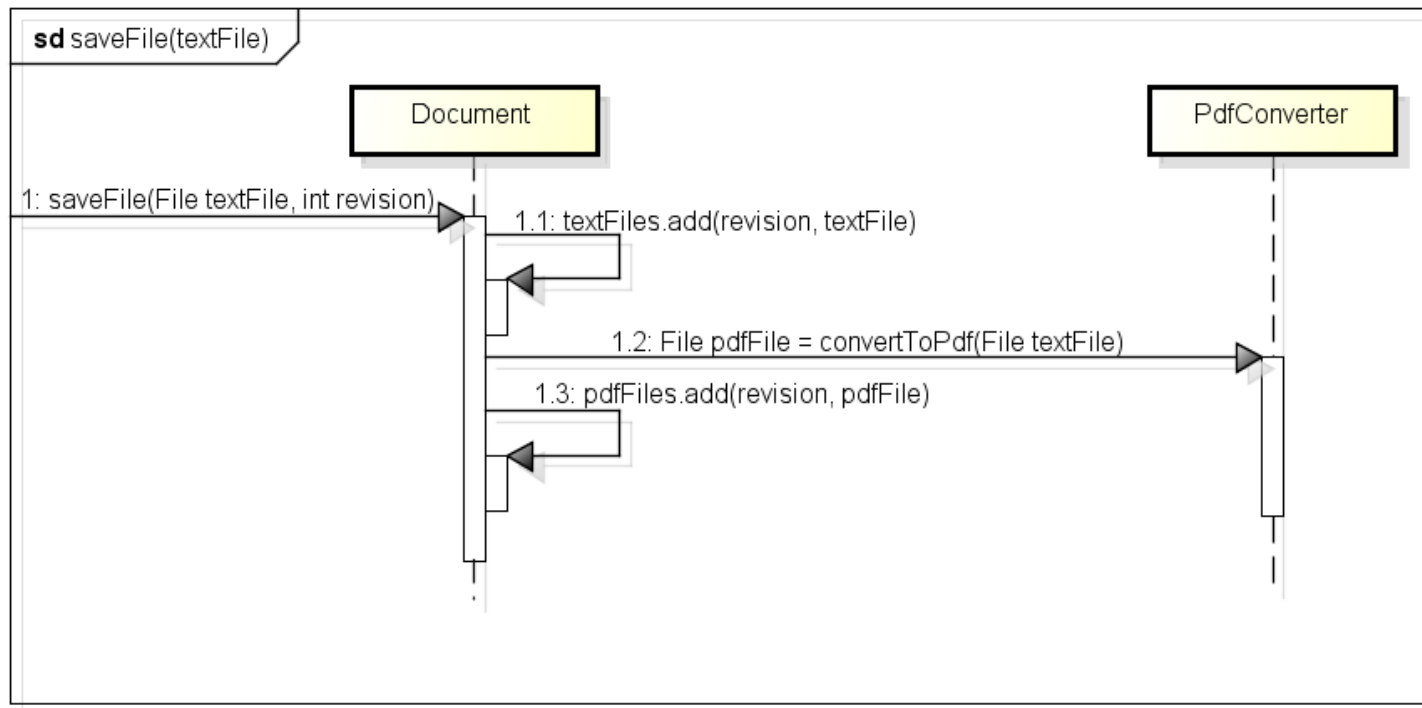 sd saveFile(textFile)
Document
PdfConverter
1: saveFile(File textFile, int revision)
1.1: textFiles.add(revision, textFile)
1.2: File pdfFile = convertToPdf(File textFile)
1.3: pdfFiles.add(revision, pdfFile)